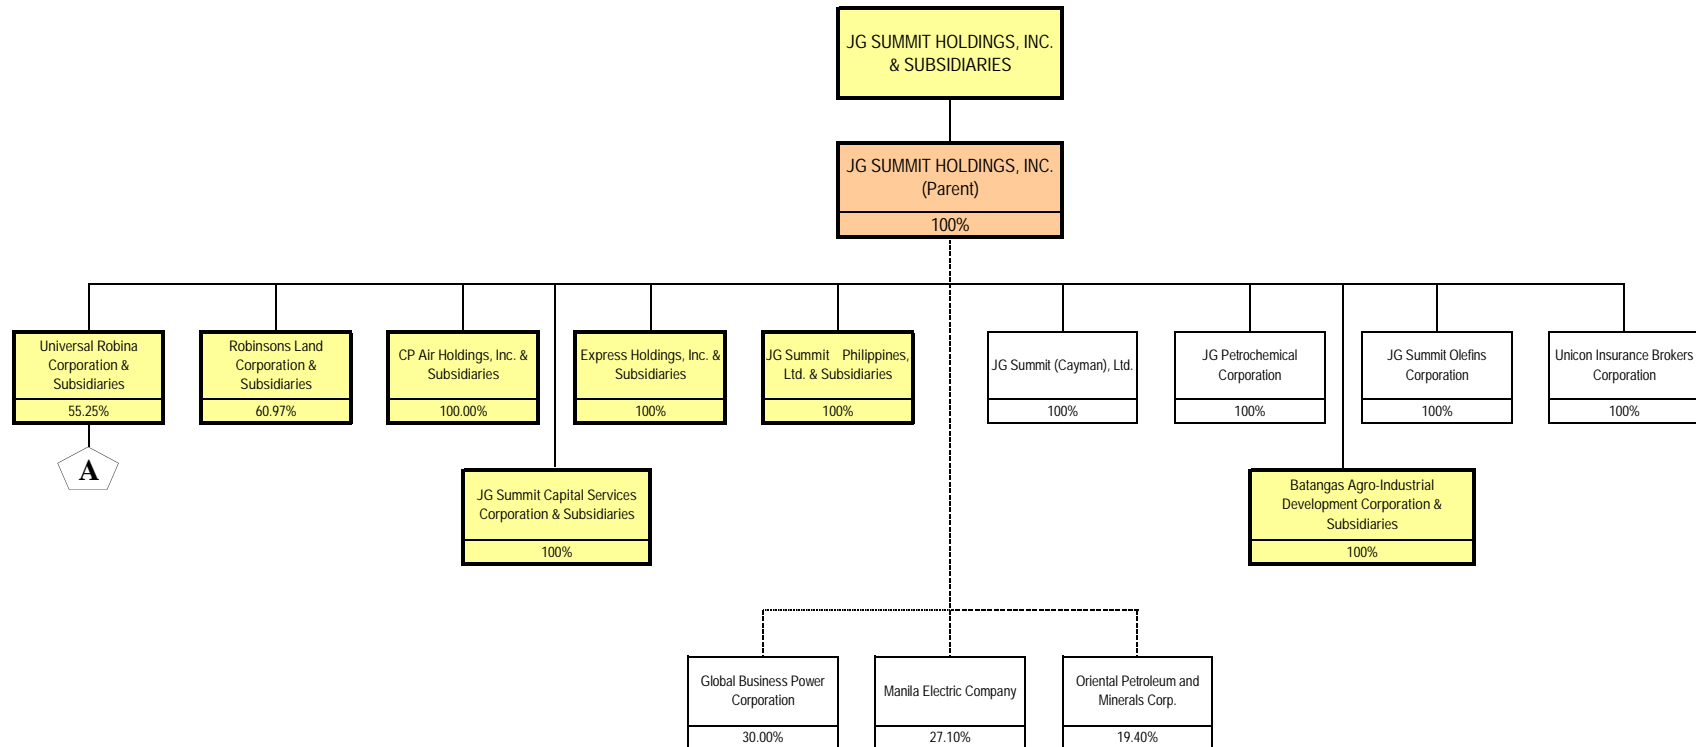 JG SUMMIT HOLDINGS, INC.
& SUBSIDIARIES
JG SUMMIT HOLDINGS, INC.
(Parent)
100%
Universal Robina
Corporation &
Subsidiaries
55.25%
Robinsons Land
Corporation &
Subsidiaries
60.97%
CP Air Holdings, Inc. &
Subsidiaries
100.00%
Express Holdings, Inc. &
Subsidiaries
100%
JG Summit Philippines,
Ltd. & Subsidiaries
100%
JG Summit (Cayman), Ltd.
100%
JG Petrochemical
Corporation
100%
JG Summit Olefins
Corporation
100%
Unicon Insurance Brokers
Corporation
100%
A
JG Summit Capital Services
Corporation & Subsidiaries
100%
Batangas Agro-Industrial
Development Corporation &
Subsidiaries
100%
Global Business Power
Corporation
30.00%
Manila Electric Company
27.10%
Oriental Petroleum and
Minerals Corp.
19.40%